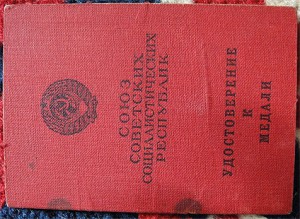 СОЮЗ
СОВЕТСКИХ
СОЦИАЛИСТИЧЕСКИХ
РЕСПУБЛИК
УДОСТОВЕРЕНИЕ
К
МЕДАЛИ